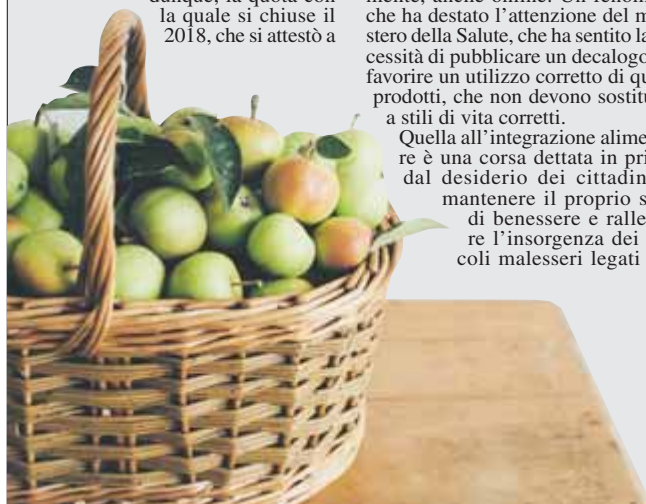 dunque, la quota con
la quale si chiuse il
2018, che si attestò a
mente, anche online. Un fenom
che ha destato l'attenzione del m
stero della Salute, che ha sentito la
cessità di pubblicare un decalogo
favorire un utilizzo corretto di qu
prodotti, che non devono sostitu
a stili di vita corretti.
Quella all'integrazione alime
re è una corsa dettata in pri
dal desiderio dei cittadin
mantenere il proprio s
di benessere e ralle
re l'insorgenza dei
coli malesseri legati